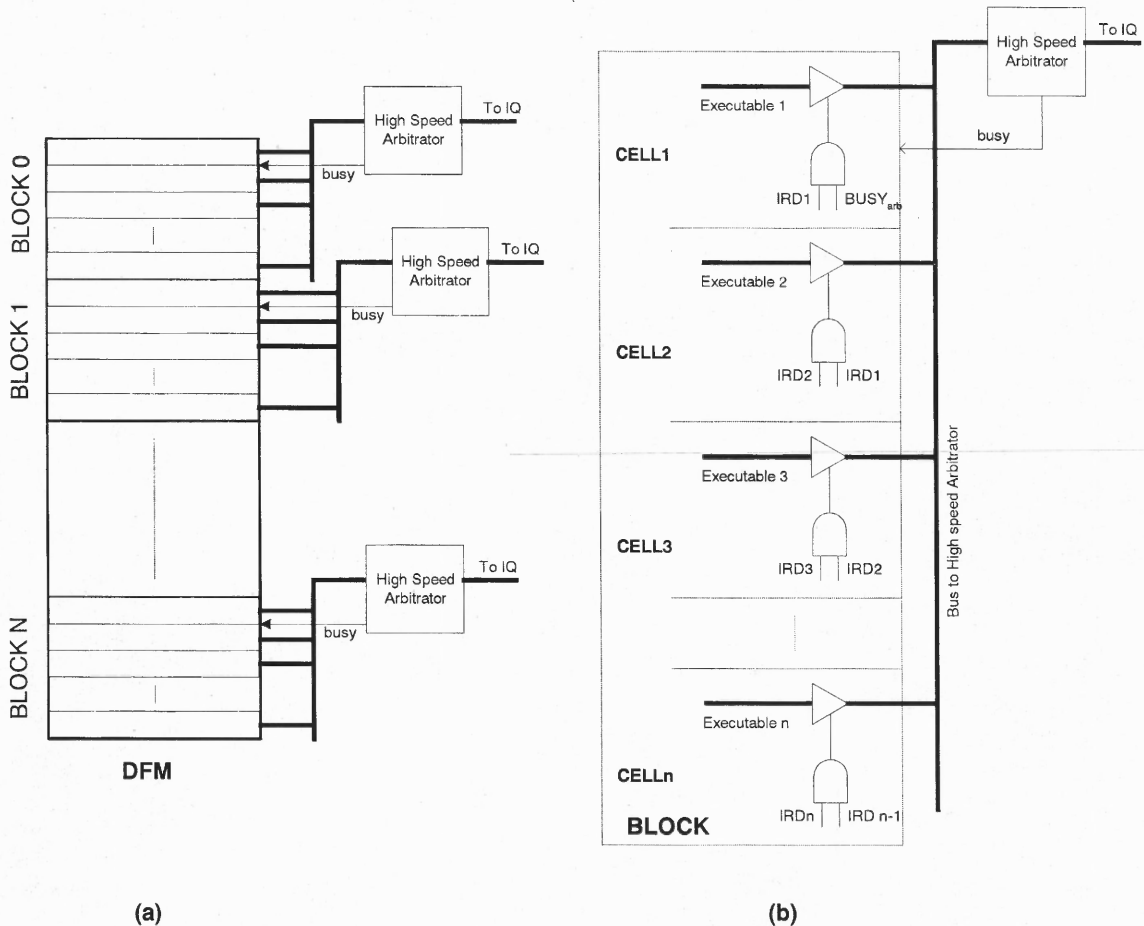 To IQ
High Speed
Arbitrator
busy
BLOCK 0
To IQ
High Speed
Arbitrator
busy
BLOCK 1
To IQ
High Speed
Arbitrator
busy
BLOCK N
DFM
(a)
To IQ
High Speed
Arbitrator
busy
Executable 1
CELL1
IRD1 BUSYarb
Executable 2
CELL2
IRD2 IRD1
Executable 3
CELL3
IRD3 IRD2
Bus to High speed Arbitrator
Executable n
CELLn
IRDn IRD n-1
BLOCK
(b)